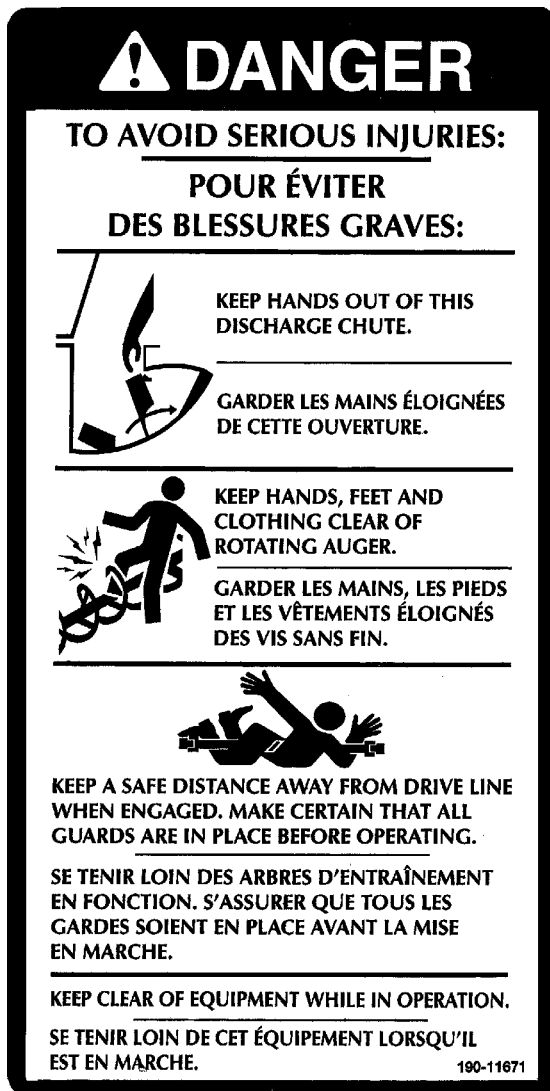 DANGER
TO AVOID SERIOUS INJURIES:
POUR ÉVITER
DES BLESSURES GRAVES:
KEEP HANDS OUT OF THIS
DISCHARGE CHUTE.
GARDER LES MAINS ÉLOIGNÉES
DE CETTE OUVERTURE.
KEEP HANDS, FEET AND
CLOTHING CLEAR OF
ROTATING AUGER.
GARDER LES MAINS, LES PIEDS
ET LES VÊTEMENTS ÉLOIGNÉS
DES VIS SANS FIN.
KEEP A SAFE DISTANCE AWAY FROM DRIVE LINE
WHEN ENGAGED. MAKE CERTAIN THAT ALL
GUARDS ARE IN PLACE BEFORE OPERATING.
SE TENIR LOIN DES ARBRES D'ENTRAÎNEMENT
EN FONCTION. S'ASSURER QUE TOUS LES
GARDES SOIENT EN PLACE AVANT LA MISE
EN MARCHE.
KEEP CLEAR OF EQUIPMENT WHILE IN OPERATION.
SE TENIR LOIN DE CET ÉQUIPEMENT LORSQU'IL
EST EN MARCHE.
190-11671